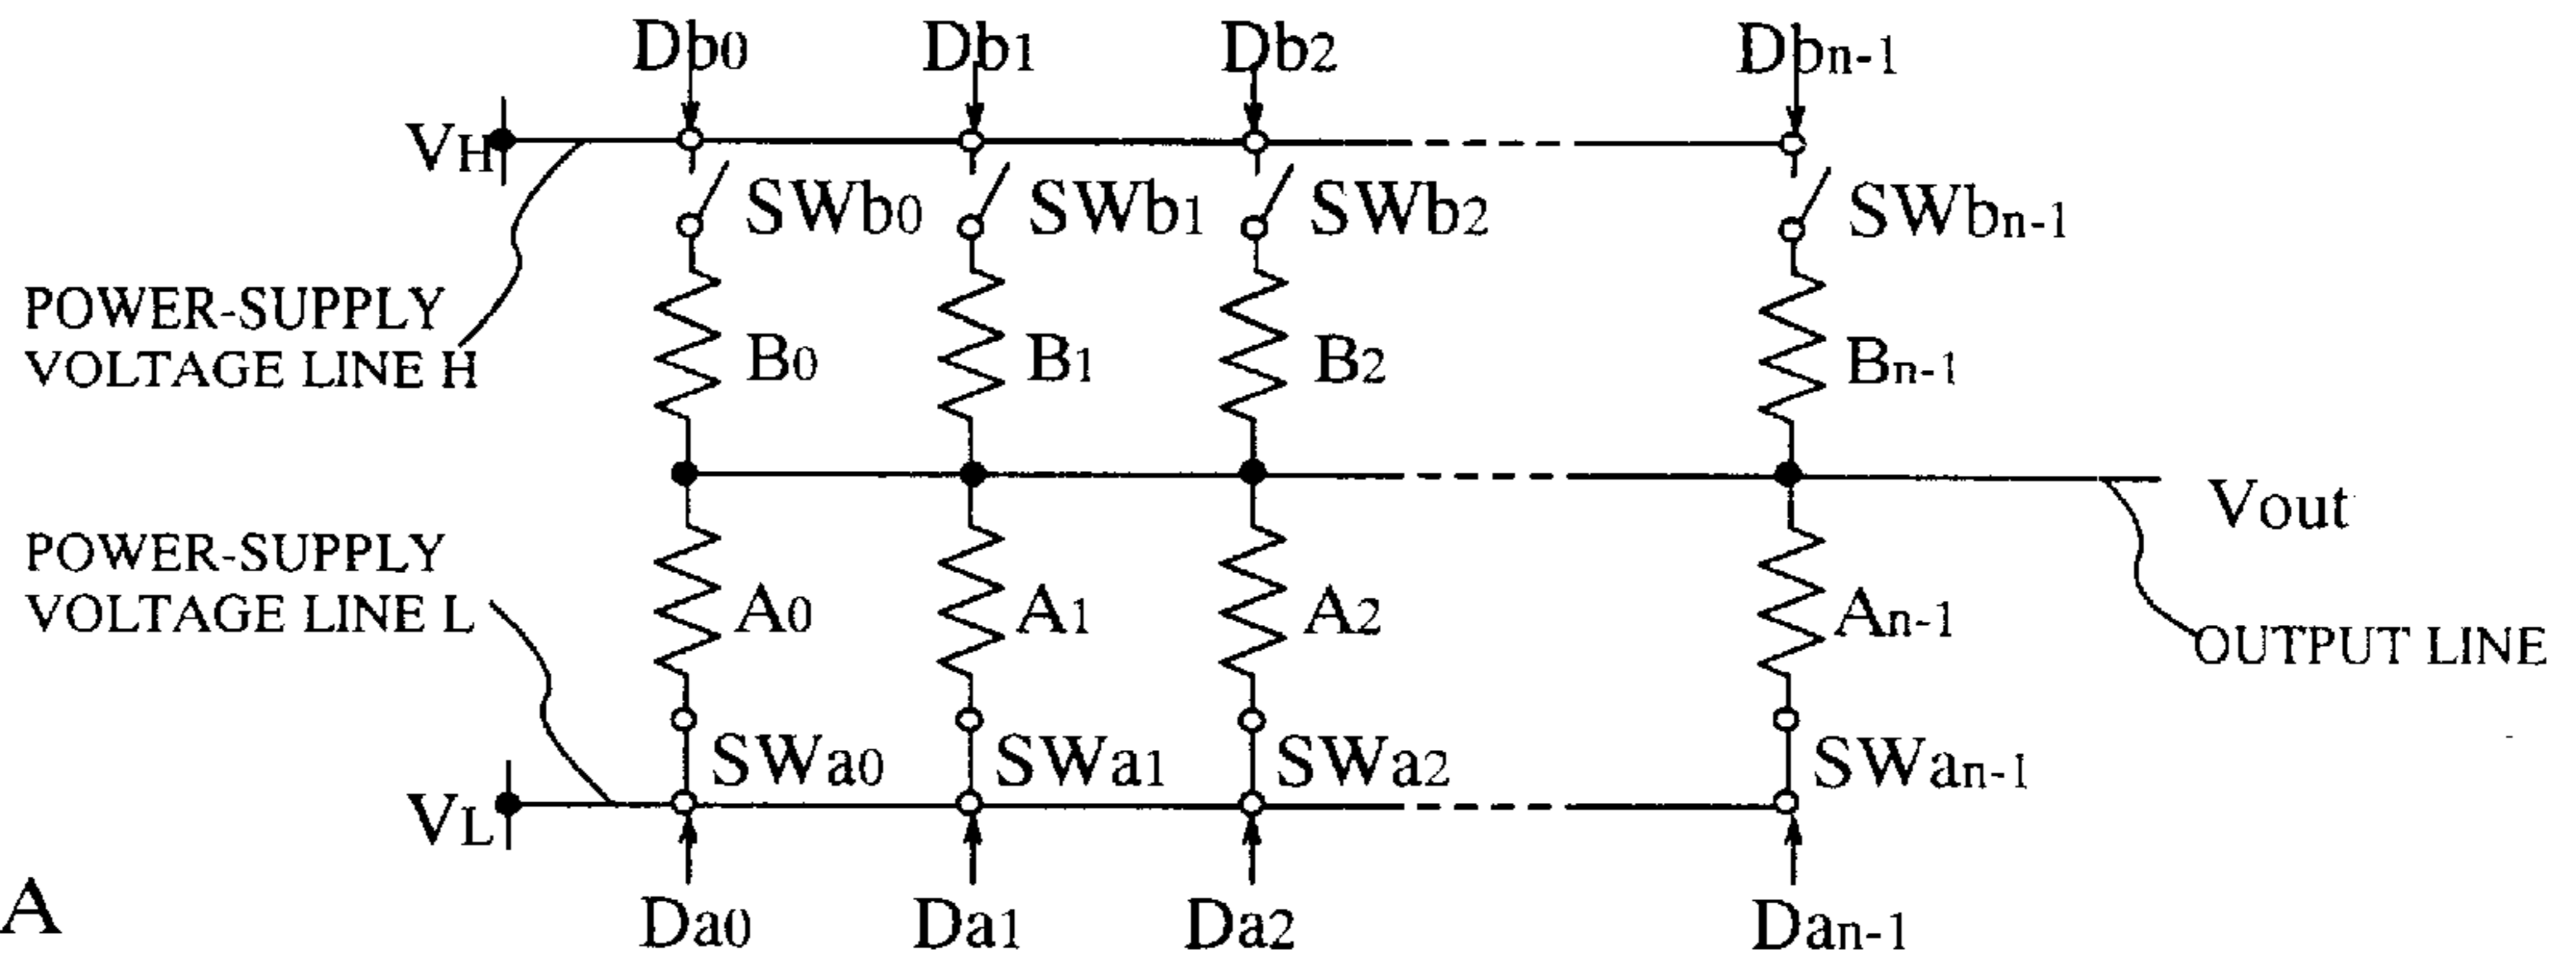 Db0 Db1 Db2 Dbn-1
VH
SWb0 SWb1 SWb2 SWbn-1
POWER-SUPPLY
VOLTAGE LINE H
B0 B1 B2 Bn-1
Vout
POWER-SUPPLY
VOLTAGE LINE L
A0 A1 A2 An-1
OUTPUT LINE
SWa0 SWa1 SWa2 SWan-1
VL
A
Da0 Da1 Da2 Dan-1